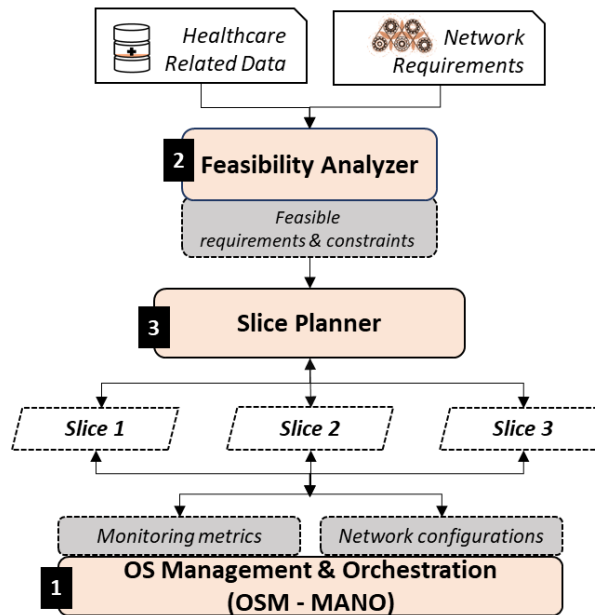 Healthcare
Related Data
Network
Requirements
2
Feasibility Analyzer
Feasible
requirements & constraints
3
Slice Planner
Slice 1
Slice 2
Slice 3
Monitoring metrics
Network configurations
1
OS Management & Orchestration
(OSM - MANO)